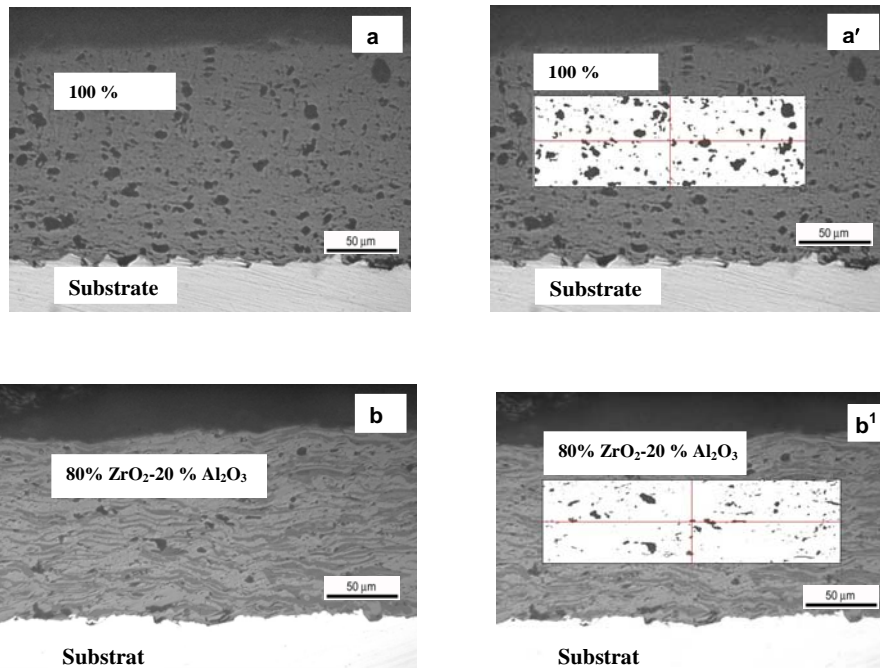 a
100 %
50 µm
Substrate
a′
100 %
50 µm
Substrate
b
80% ZrO₂-20 % Al₂O₃
50 µm
Substrat
b¹
80% ZrO₂-20 % Al₂O₃
50 µm
Substrat